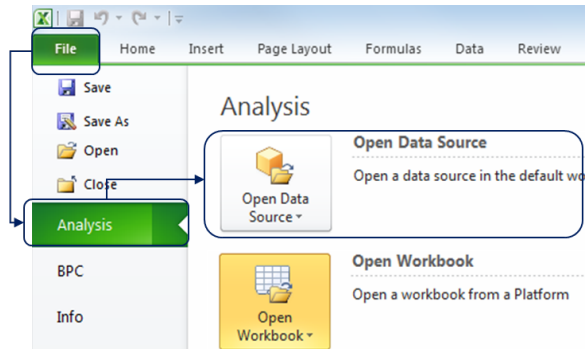 File Home Insert Page Layout Formulas Data Review
Save
Save As
Open
Close
Analysis
BPC
Info
Analysis
Open Data
Source
Open Data Source
Open a data source in the default wo
Open
Workbook
Open Workbook
Open a workbook from a Platform